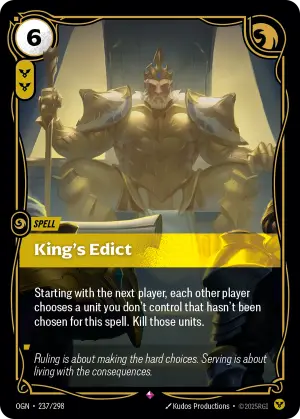 6
SPELL
King's Edict
Starting with the next player, each other player
chooses a unit you don't control that hasn't been
chosen for this spell. Kill those units.
Ruling is about making the hard choices. Serving is about
living with the consequences.
OGN • 237/298
Kudos Productions • ©2025RGI